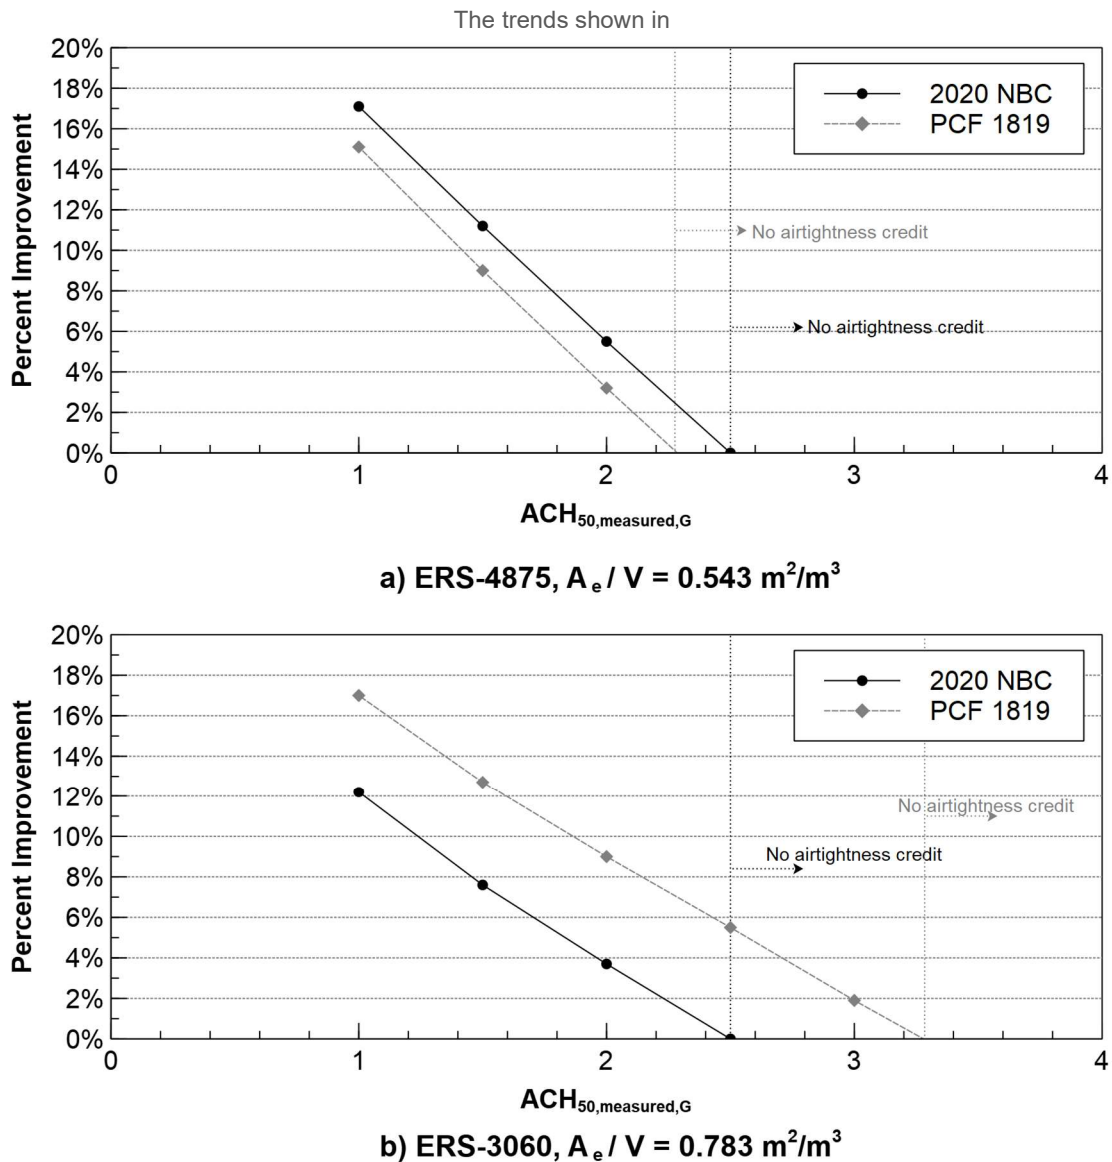 The trends shown in
20%
18%
16%
14%
12%
10%
8%
6%
4%
2%
0%
Percent Improvement
2020 NBC
PCF 1819
No airtightness credit
No airtightness credit
0 1 2 3 4
ACH50,measured,G
a) ERS-4875, A e / V = 0.543 m2/m3
20%
18%
16%
14%
12%
10%
8%
6%
4%
2%
0%
Percent Improvement
2020 NBC
PCF 1819
No airtightness credit
No airtightness credit
0 1 2 3 4
ACH50,measured,G
b) ERS-3060, A e / V = 0.783 m2/m3